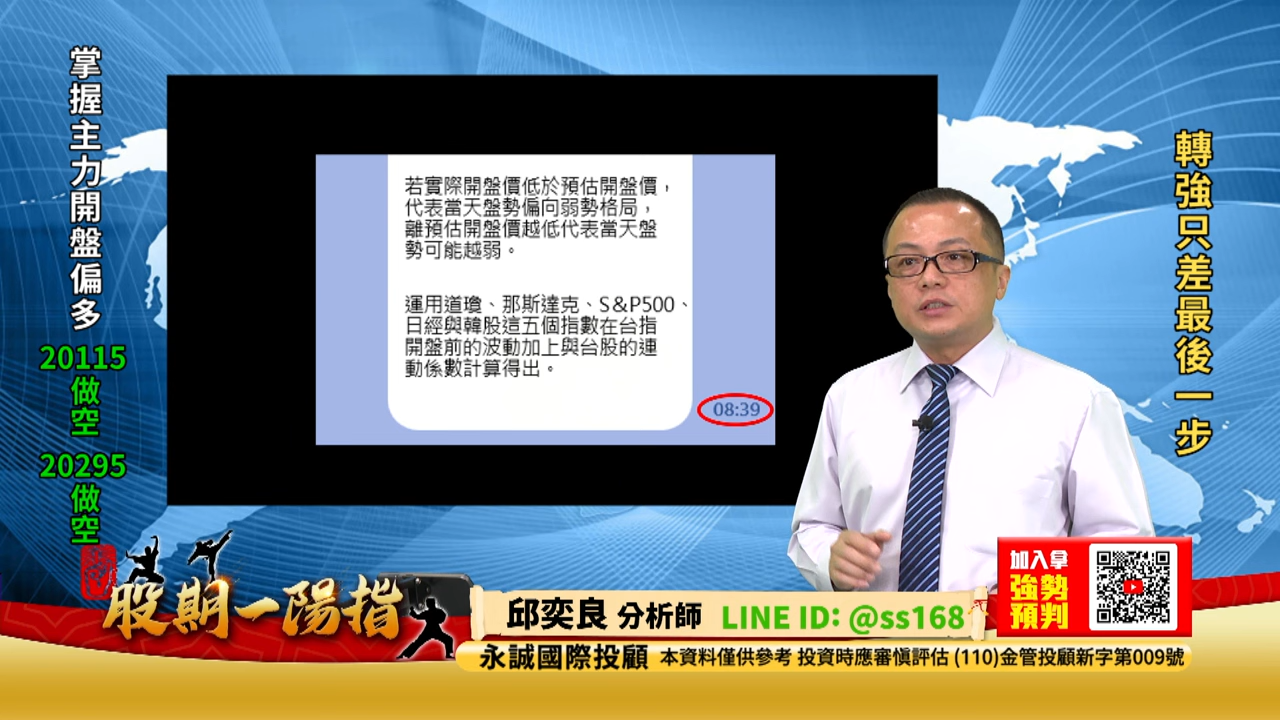 掌握主力開盤偏多
20115
做空
20295
做空
若實際開盤價低於預估開盤價，
代表當天盤勢偏向弱勢格局，
離預估開盤價越低代表當天盤
勢可能越弱。
運用道瓊、那斯達克、S&P500、
日經與韓股這五個指數在台指
開盤前的波動加上與台股的連
動係數計算得出。
08:39
轉強只差最後一步
股期一陽指
邱奕良 分析師 LINE ID: @ss168
加入拿
強勢
預判
永誠國際投顧 本資料僅供參考 投資時應審慎評估 (110)金管投顧新字第009號